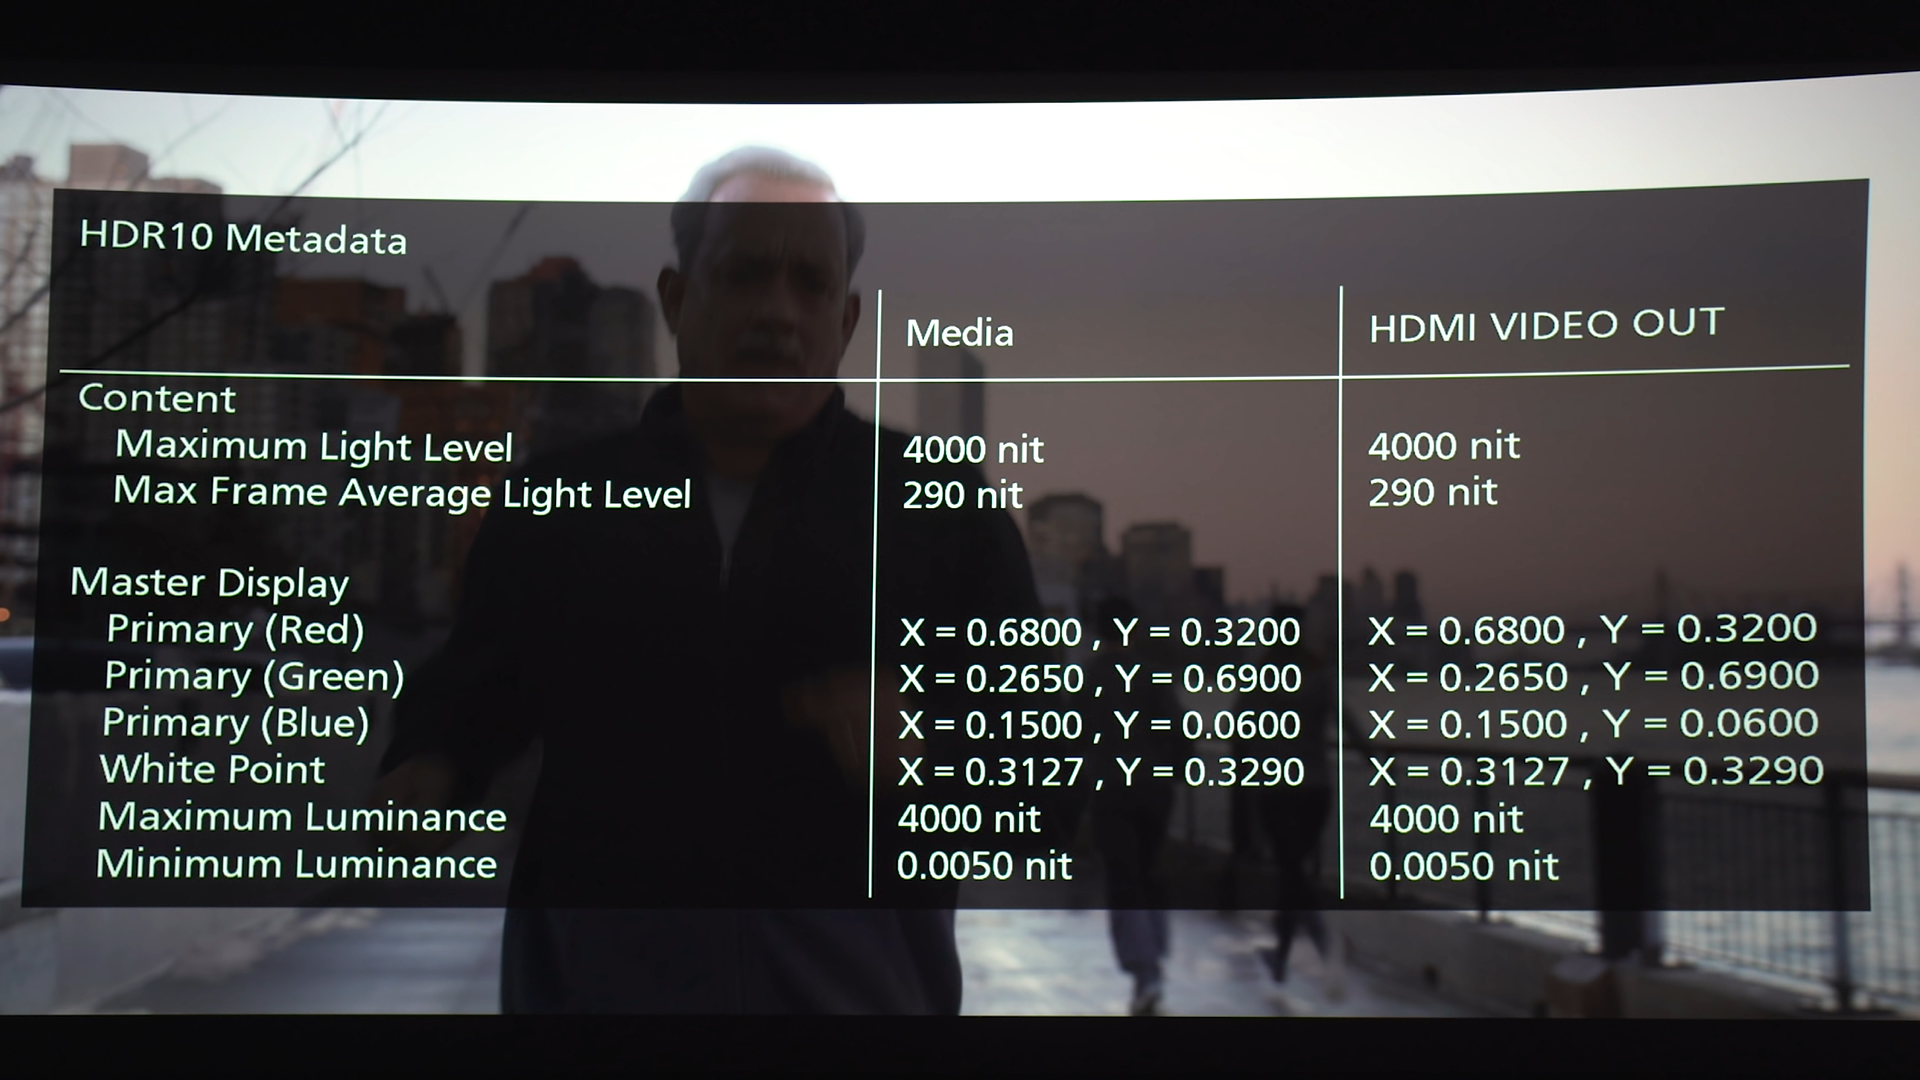 HDR10 Metadata
Media HDMI VIDEO OUT
Content
Maximum Light Level 4000 nit 4000 nit
Max Frame Average Light Level 290 nit 290 nit
Master Display
Primary (Red) X = 0.6800 , Y = 0.3200 X = 0.6800 , Y = 0.3200
Primary (Green) X = 0.2650 , Y = 0.6900 X = 0.2650 , Y = 0.6900
Primary (Blue) X = 0.1500 , Y = 0.0600 X = 0.1500 , Y = 0.0600
White Point X = 0.3127 , Y = 0.3290 X = 0.3127 , Y = 0.3290
Maximum Luminance 4000 nit 4000 nit
Minimum Luminance 0.0050 nit 0.0050 nit